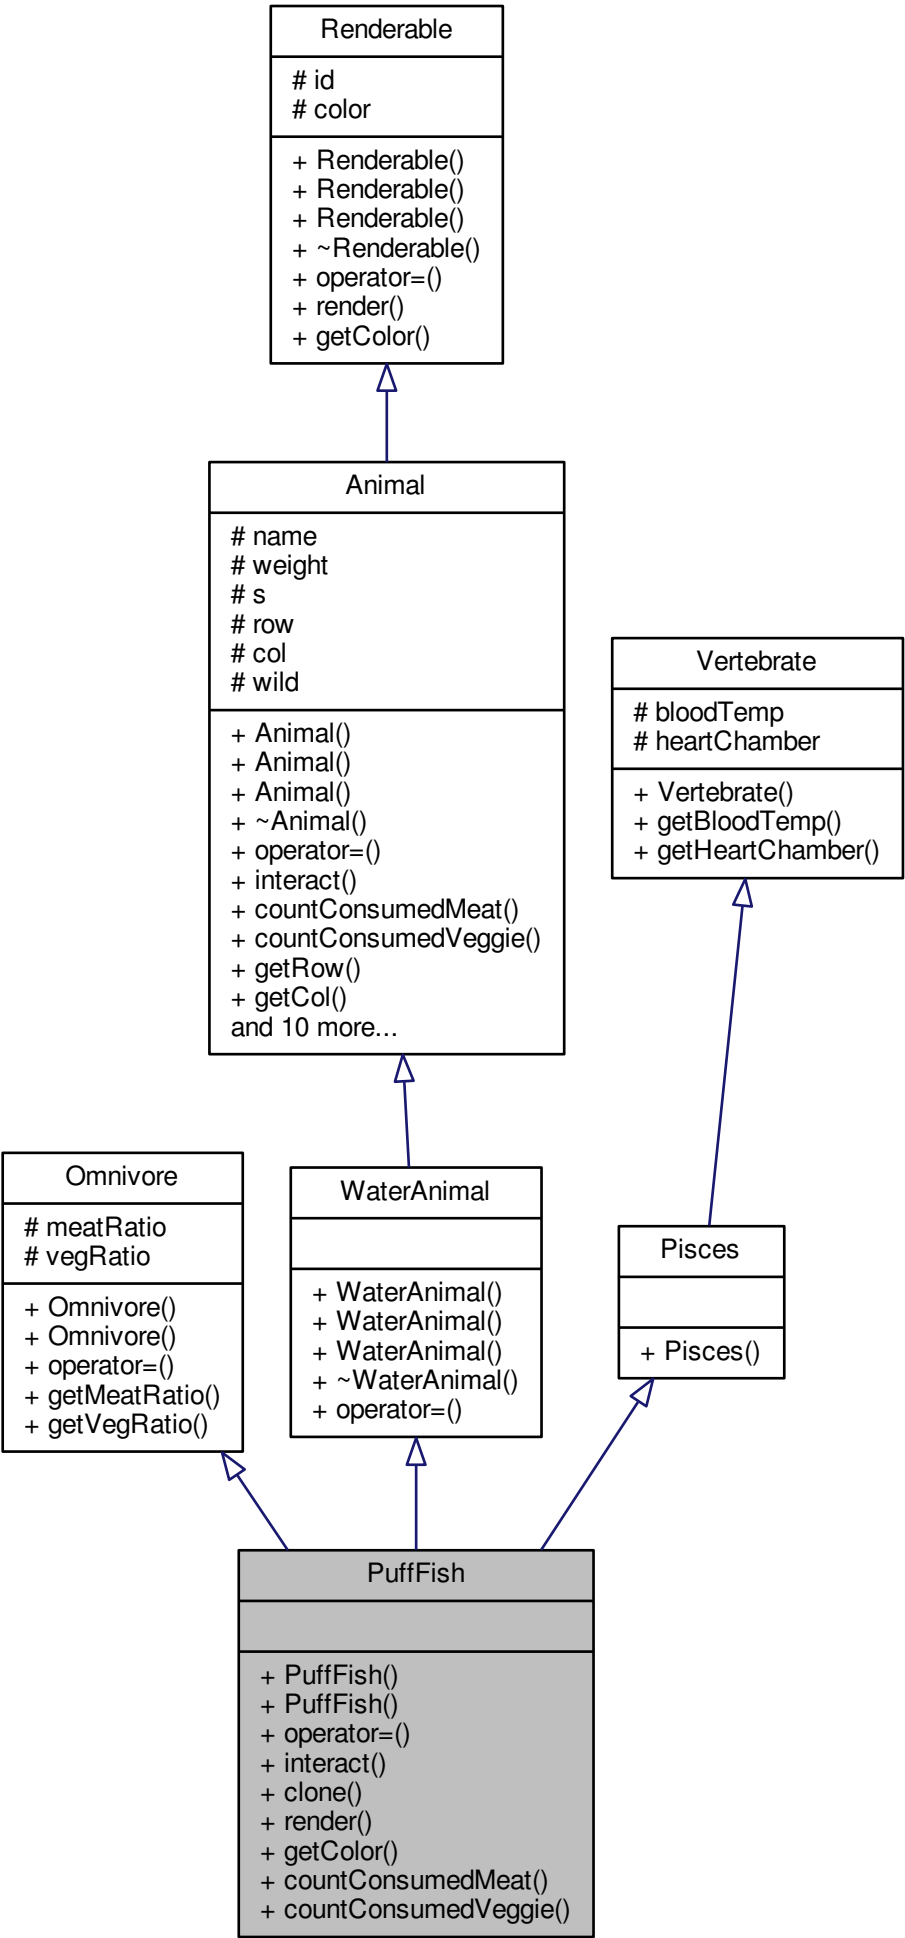 Renderable
# id
# color
+ Renderable()
+ Renderable()
+ Renderable()
+ ~Renderable()
+ operator=()
+ render()
+ getColor()
Animal
# name
# weight
# s
# row
# col
# wild
+ Animal()
+ Animal()
+ Animal()
+ ~Animal()
+ operator=()
+ interact()
+ countConsumedMeat()
+ countConsumedVeggie()
+ getRow()
+ getCol()
and 10 more...
Vertebrate
# bloodTemp
# heartChamber
+ Vertebrate()
+ getBloodTemp()
+ getHeartChamber()
Omnivore
# meatRatio
# vegRatio
+ Omnivore()
+ Omnivore()
+ operator=()
+ getMeatRatio()
+ getVegRatio()
WaterAnimal
+ WaterAnimal()
+ WaterAnimal()
+ WaterAnimal()
+ ~WaterAnimal()
+ operator=()
Pisces
+ Pisces()
PuffFish
+ PuffFish()
+ PuffFish()
+ operator=()
+ interact()
+ clone()
+ render()
+ getColor()
+ countConsumedMeat()
+ countConsumedVeggie()